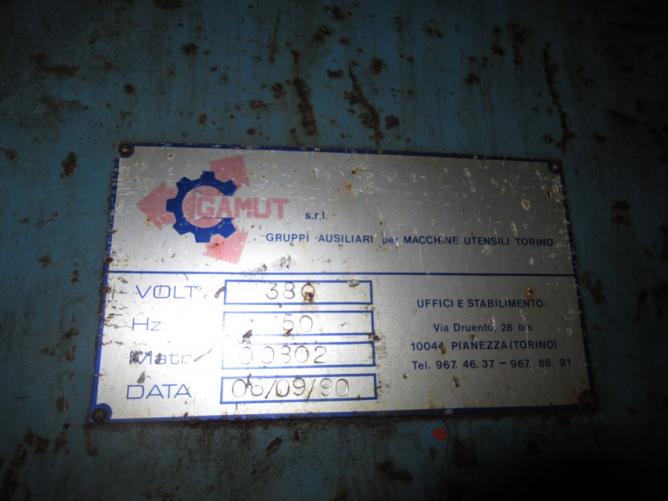 GAMUT s.r.l.
GRUPPI AUSILIARI per MACCHINE UTENSILI TORINO
VOLT 380
Hz 50
Matr. 00302
DATA 06/09/90
UFFICI E STABILIMENTO:
Via Druento, 28 bis
10044 PIANEZZA (TORINO)
Tel. 967.46.37 - 967.88.91